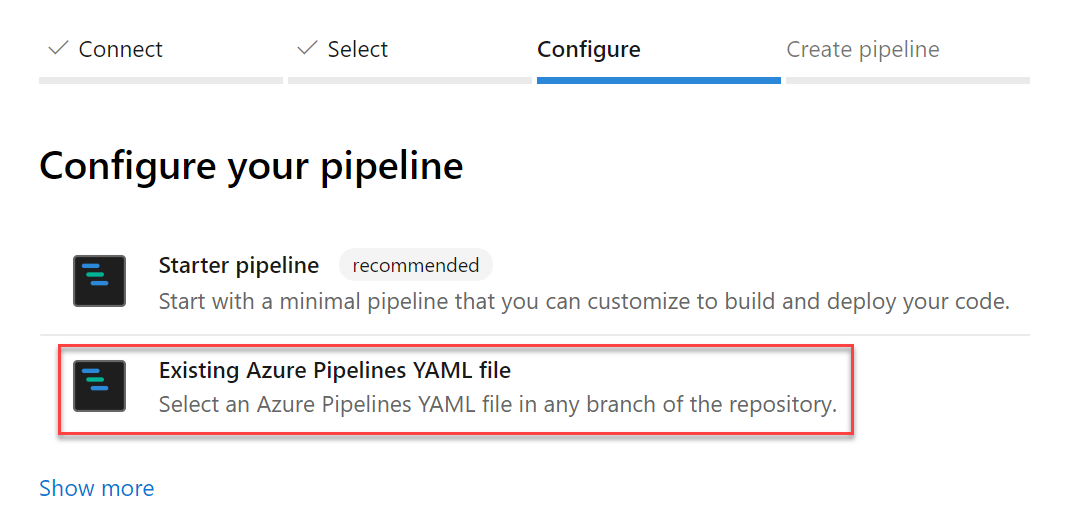 Connect Select Configure Create pipeline
Configure your pipeline
Starter pipeline recommended
Start with a minimal pipeline that you can customize to build and deploy your code.
Existing Azure Pipelines YAML file
Select an Azure Pipelines YAML file in any branch of the repository.
Show more